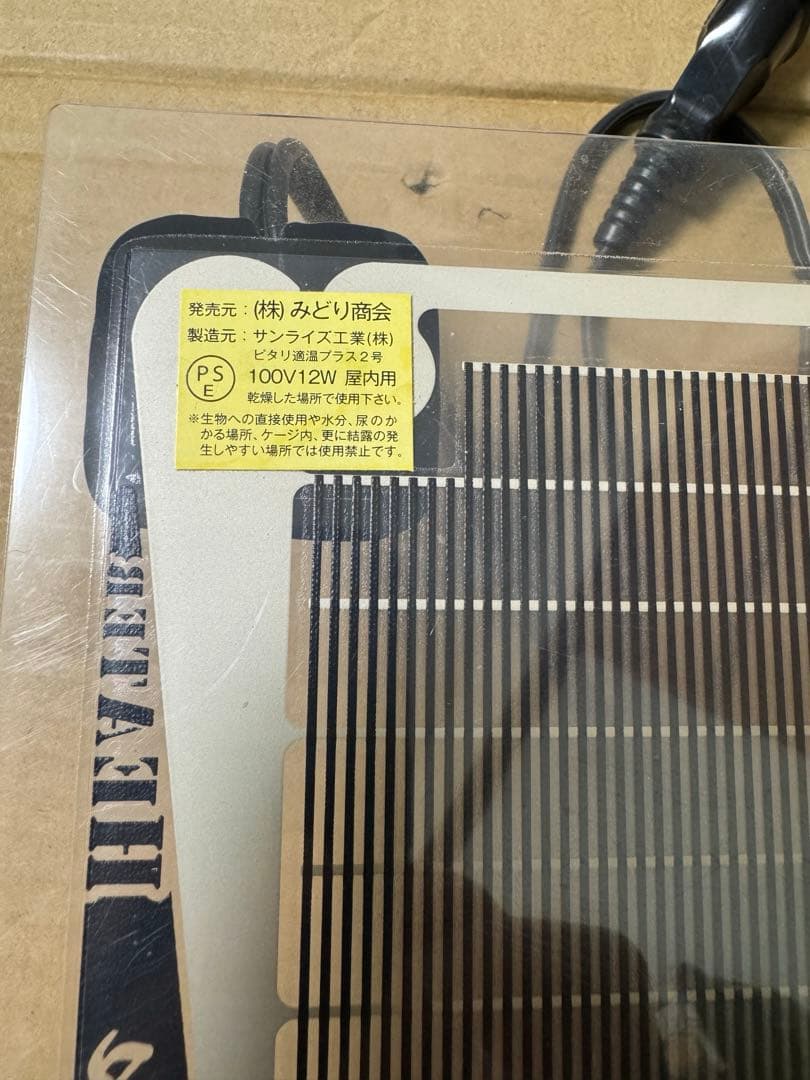 発売元：(株)みどり商会
製造元：サンライズ工業(株)
ピタリ適温プラス2号
PS
E
100V12W 屋内用
乾燥した場所で使用下さい。
※生物への直接使用や水分、尿のか
かる場所、ケージ内、更に結露の発
生しやすい場所では使用禁止です。
HEATER